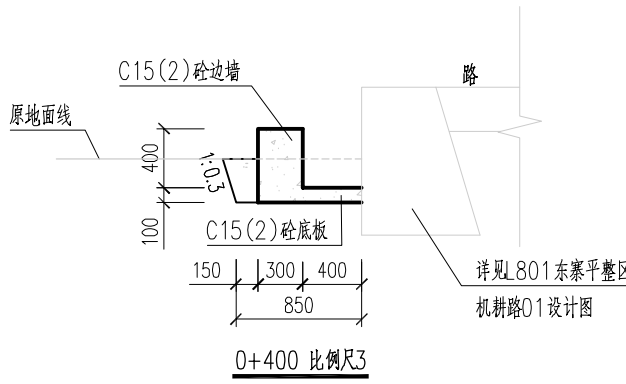 C15(2)砼边墙
路
原地面线
400
1:0.3
100
C15(2)砼底板
150
300
400
850
详见L801东寨平整区
机耕路01设计图
0+400 比例尺3